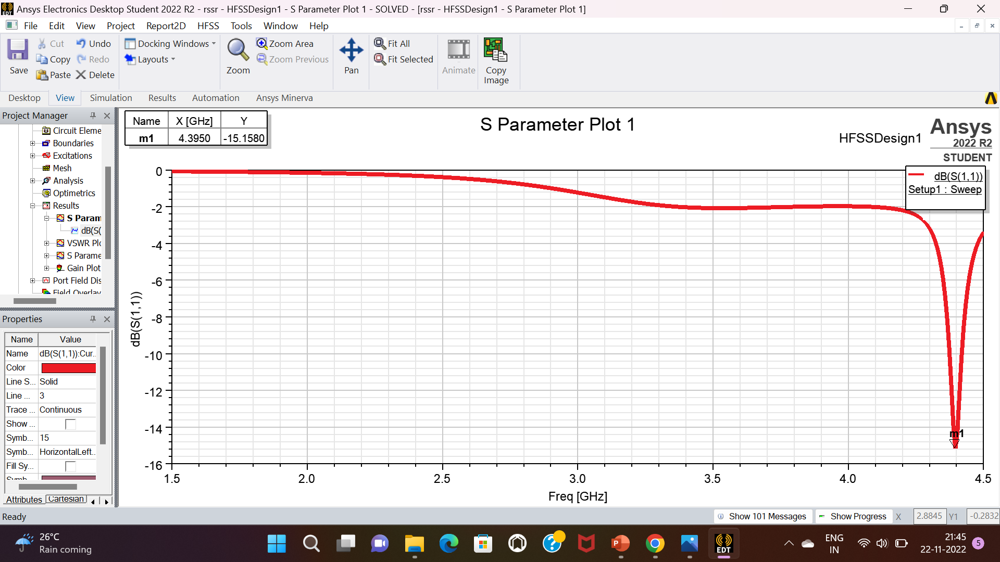 Ansys Electronics Desktop Student 2022 R2 - rssr - HFSSDesign1 - S Parameter Plot 1 - SOLVED - [rssr - HFSSDesign1 - S Parameter Plot 1]
File Edit View Project Report2D HFSS Tools Window Help
Save Cut Undo Copy Redo Paste Delete
Docking Windows Layouts
Zoom Zoom Area Zoom Previous
Pan Fit All Fit Selected
Animate Copy Image
Desktop View Simulation Results Automation Ansys Minerva
Project Manager
Circuit Eleme
Boundaries
Excitations
Mesh
Analysis
Optimetrics
Results
S Param
dB(S(
VSWR Plo
S Parame
Gain Plot
Port Field Dis
Field Overlay
Properties
Name Value
Name dB(S(1,1)):Cur...
Color
Line S... Solid
Line ... 3
Trace ... Continuous
Show ...
Symb... 15
Symb... HorizontalLeft...
Fill Sy...
Symb
Attributes Cartesian
Name X [GHz] Y
m1 4.3950 -15.1580
S Parameter Plot 1
HFSSDesign1
Ansys
2022 R2
STUDENT
dB(S(1,1))
Setup1 : Sweep
dB(S(1,1))
0
-2
-4
-6
-8
-10
-12
-14
-16
m1
1.5 2.0 2.5 3.0 3.5 4.0 4.5
Freq [GHz]
Ready
Show 101 Messages Show Progress X 2.8845 Y1 -0.2832
26°C
Rain coming
EDT
ENG
IN
21:45
22-11-2022
5